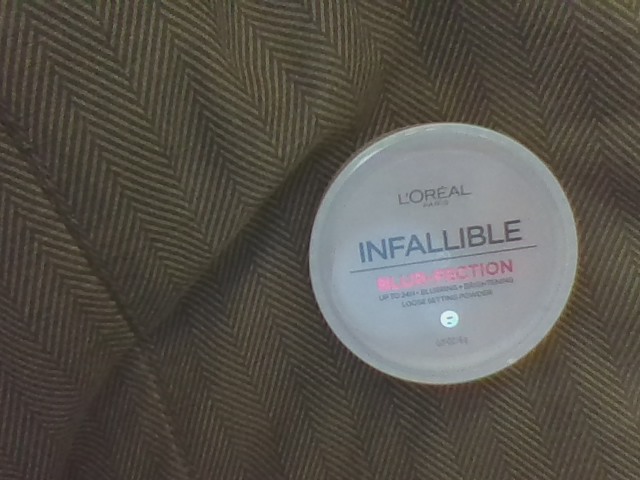 L'ORÉAL
PARIS
INFALLIBLE
BLUR-FECTION
UP TO 24H • BLURRING • BRIGHTENING
LOOSE SETTING POWDER